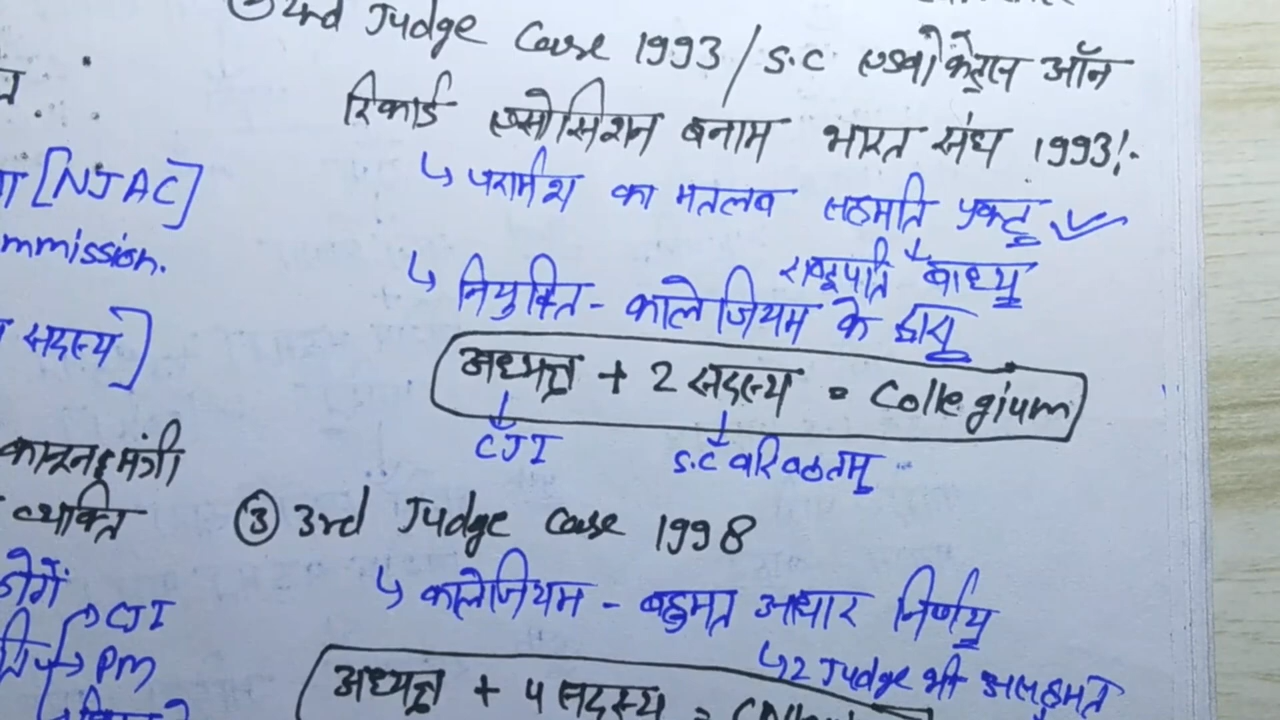 2nd Judge Case 1993 / S.C एडवोकेट्स ऑन
रिकार्ड एसोसिशन बनाम भारत संघ 1993!-
↳ परामर्श का मतलब सहमति प्रकट
राष्ट्रपति बाध्य
↳ नियुक्ति - कालेजियम के द्वारा
अध्यक्ष + 2 सदस्य = Collegium
CJI
S.C वरिष्ठतम
③ 3rd Judge Case 1998
↳ कालेजियम - बहुमत आधार निर्णय
↳ 2 Judge भी असहमत
अध्यक्ष + 4 सदस्य =
[NJAC]
mmission.
सदस्य]
कानून मंत्री
व्यक्ति
होगें
→ CJI
→ PM